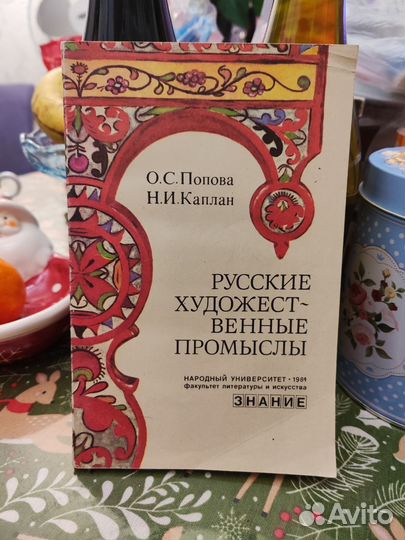 О.С.Попова
Н.И.Каплан
РУССКИЕ
ХУДОЖЕСТ~
ВЕННЫЕ
ПРОМЫСЛЫ
НАРОДНЫЙ УНИВЕРСИТЕТ • 1984
факультет литературы и искусства
ЗНАНИЕ
Avito